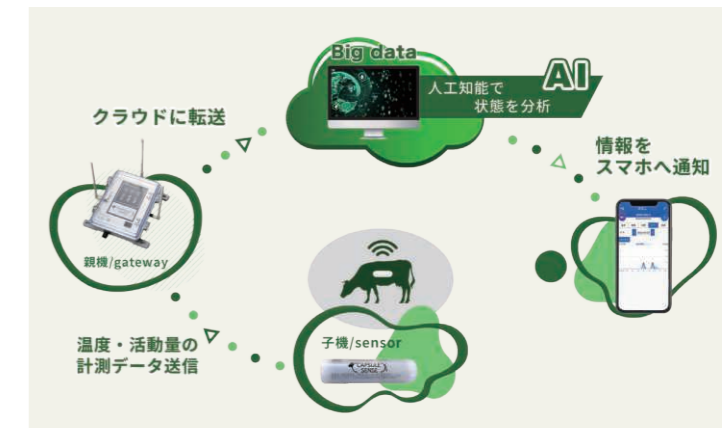 Big data
AI
人工知能で
状態を分析
クラウドに転送
情報を
スマホへ通知
親機/gateway
温度・活動量の
計測データ送信
子機/sensor
CAPSULE
SENSE